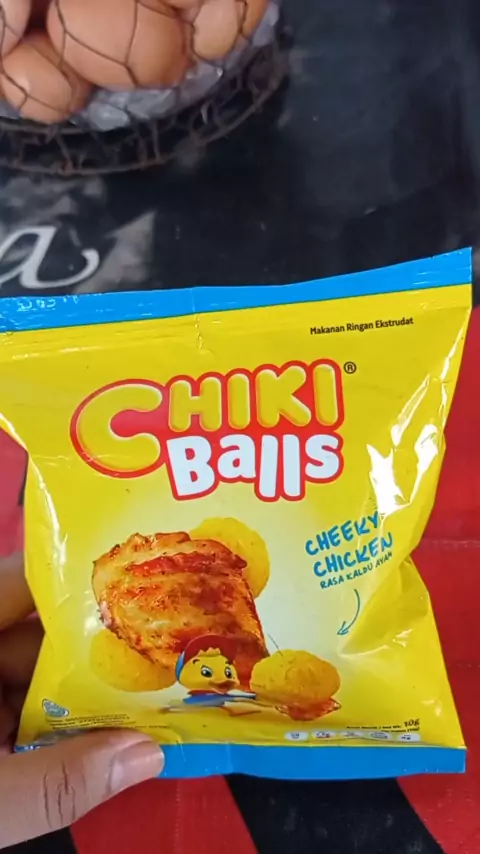 a
Makanan Ringan Ekstrudat
CHIKI®
Balls
CHEEKY
CHICKEN
RASA KALDU AYAM
10g